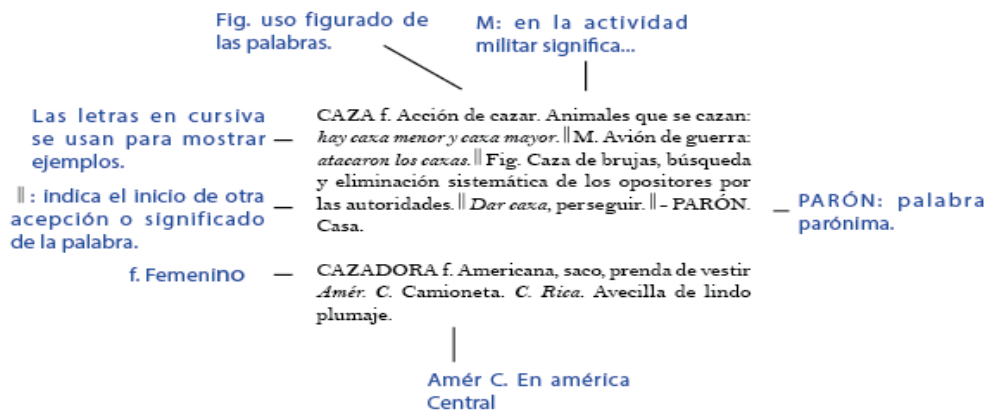 Fig. uso figurado de
las palabras.
M: en la actividad
militar significa...
Las letras en cursiva
se usan para mostrar
ejemplos.
‖: indica el inicio de otra
acepción o significado
de la palabra.
f. Femenino
CAZA f. Acción de cazar. Animales que se cazan:
hay caxa menor y caxa mayor.‖M. Avión de guerra:
atacaron los caxas.‖Fig. Caza de brujas, búsqueda
y eliminación sistemática de los opositores por
las autoridades.‖Dar caxa, perseguir.‖- PARÓN.
Casa.
CAZADORA f. Americana, saco, prenda de vestir
Amér. C. Camioneta. C. Rica. Avecilla de lindo
plumaje.
PARÓN: palabra
parónima.
Amér C. En américa
Central